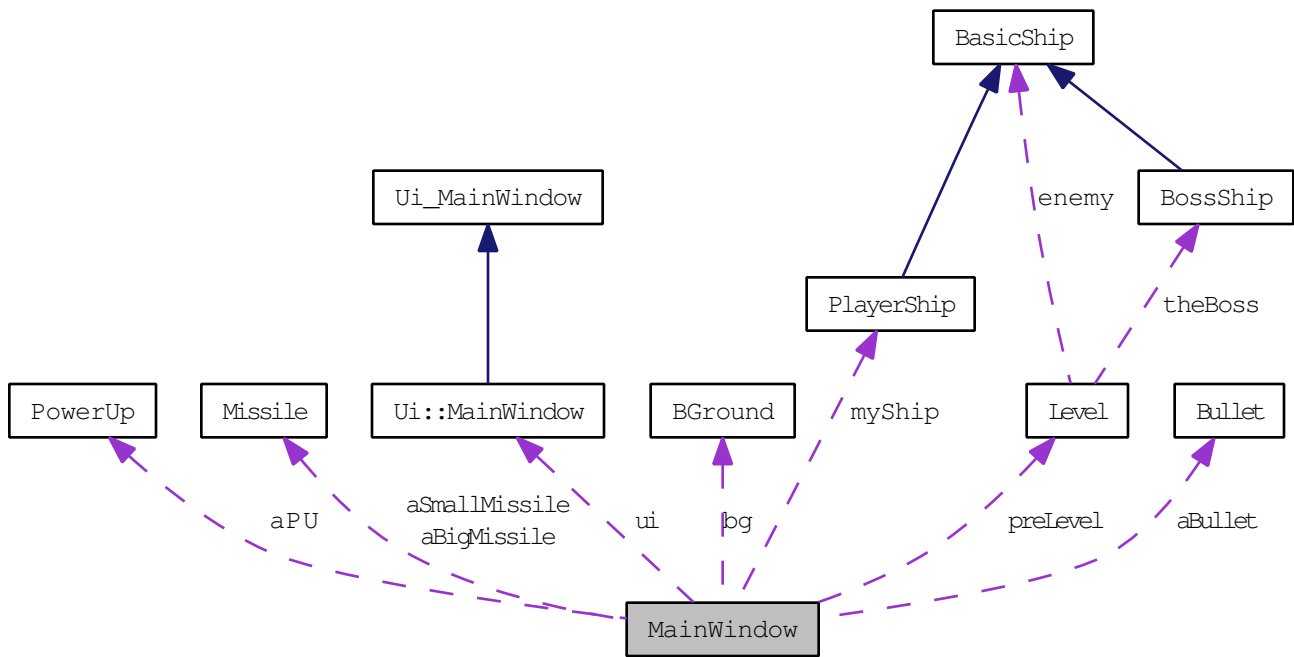 BasicShip
Ui_MainWindow
enemy
BossShip
PlayerShip
theBoss
PowerUp
Missile
Ui::MainWindow
BGround
myShip
Level
Bullet
aPU
aSmallMissile
aBigMissile
ui
bg
preLevel
aBullet
MainWindow